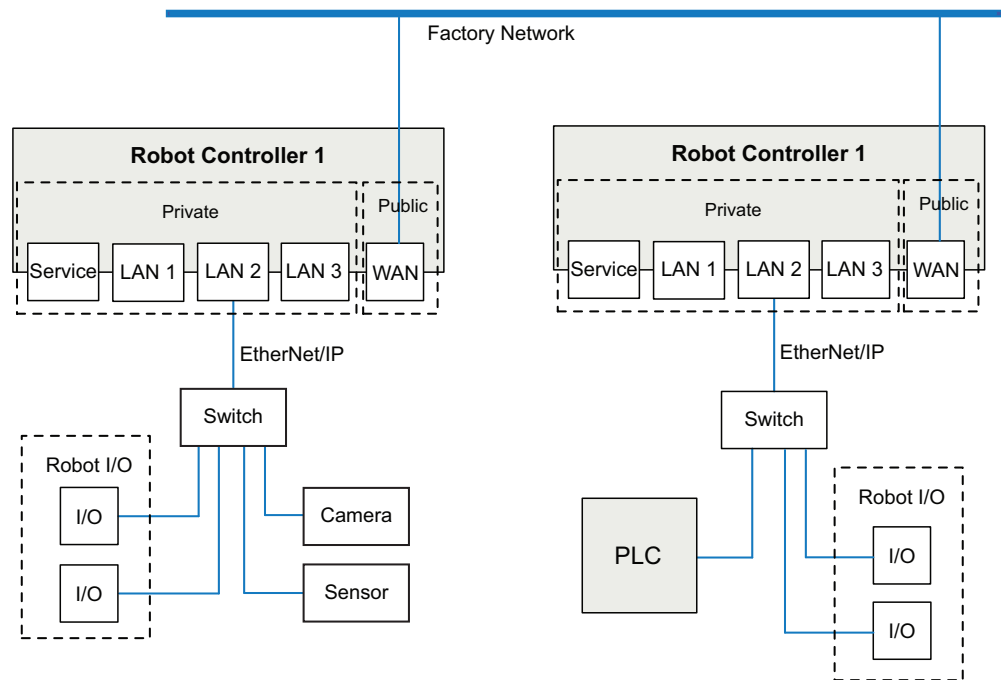 Factory Network
Robot Controller 1
Private
Public
Service
LAN 1
LAN 2
LAN 3
WAN
EtherNet/IP
Switch
Robot I/O
I/O
I/O
Camera
Sensor
Robot Controller 1
Private
Public
Service
LAN 1
LAN 2
LAN 3
WAN
EtherNet/IP
Switch
PLC
Robot I/O
I/O
I/O